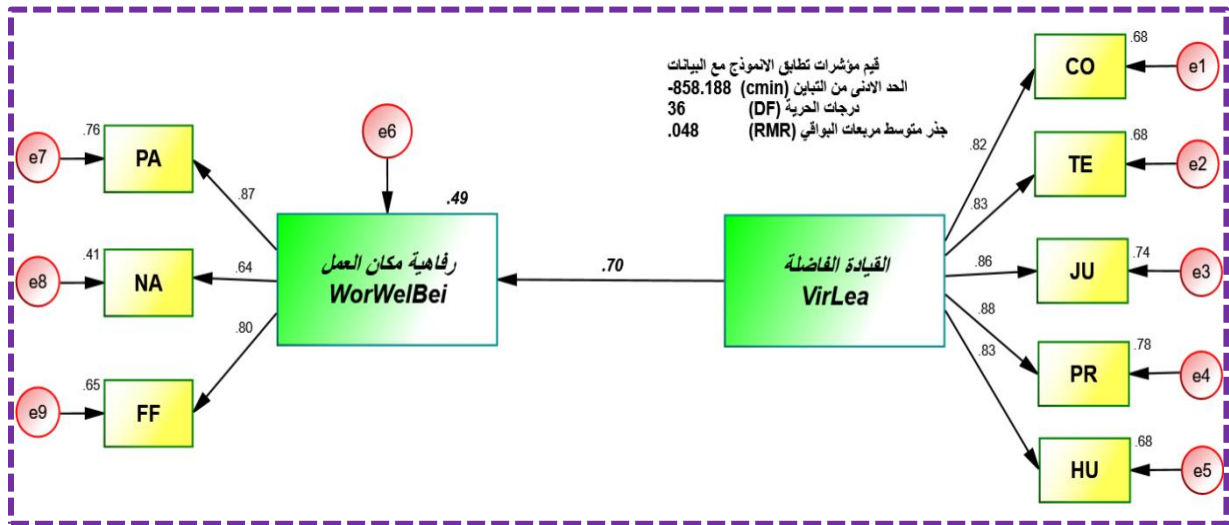 قيم مؤشرات تطابق الانموذج مع البيانات
الحد الادنى من التباين (cmin) -858.188
درجات الحرية (DF) 36
جذر متوسط مربعات البواقي (RMR) .048
.68
CO
e1
.82
.68
TE
e2
.83
.74
JU
e3
.86
.78
PR
e4
.88
.68
HU
e5
.83
القيادة الفاضلة
VirLea
.70
e6
.49
رفاهية مكان العمل
WorWelBei
.76
PA
e7
.87
.41
NA
e8
.64
.65
FF
e9
.80